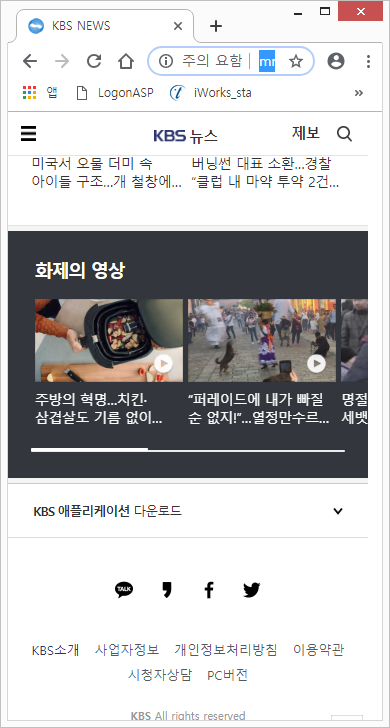 KBS NEWS
주의 요함
앱
LogonASP
iWorks_sta
KBS 뉴스
제보
미국서 오물 더미 속
아이들 구조...개 철창에...
버닝썬 대표 소환...경찰
“클럽 내 마약 투약 2건...
화제의 영상
주방의 혁명...치킨·
삼겹살도 기름 없이...
“퍼레이드에 내가 빠질
순 없지!”...열정만수르...
명절
세뱃
KBS 애플리케이션 다운로드
TALK
KBS소개 사업자정보 개인정보처리방침 이용약관
시청자상담 PC버전
KBS All rights reserved